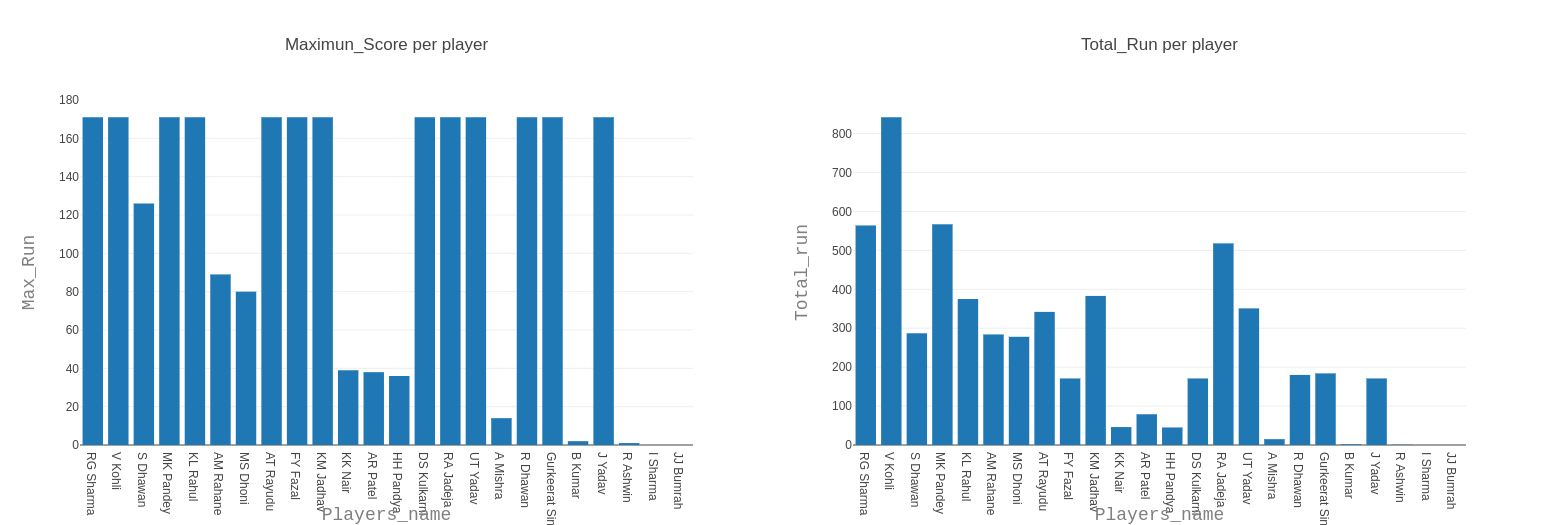 Maximun_Score per player
Max_Run
180
160
140
120
100
80
60
40
20
0
RG Sharma
V Kohli
S Dhawan
MK Pandey
KL Rahul
AM Rahane
MS Dhoni
AT Rayudu
FY Fazal
KM Jadhav
KK Nair
AR Patel
HH Pandya
DS Kulkarni
RA Jadeja
UT Yadav
A Mishra
R Dhawan
Gurkeerat Sin
B Kumar
J Yadav
R Ashwin
I Sharma
JJ Bumrah
Players_name
Total_Run per player
Total_run
800
700
600
500
400
300
200
100
0
RG Sharma
V Kohli
S Dhawan
MK Pandey
KL Rahul
AM Rahane
MS Dhoni
AT Rayudu
FY Fazal
KM Jadhav
KK Nair
AR Patel
HH Pandya
DS Kulkarni
RA Jadeja
UT Yadav
A Mishra
R Dhawan
Gurkeerat Sin
B Kumar
J Yadav
R Ashwin
I Sharma
JJ Bumrah
Players_name